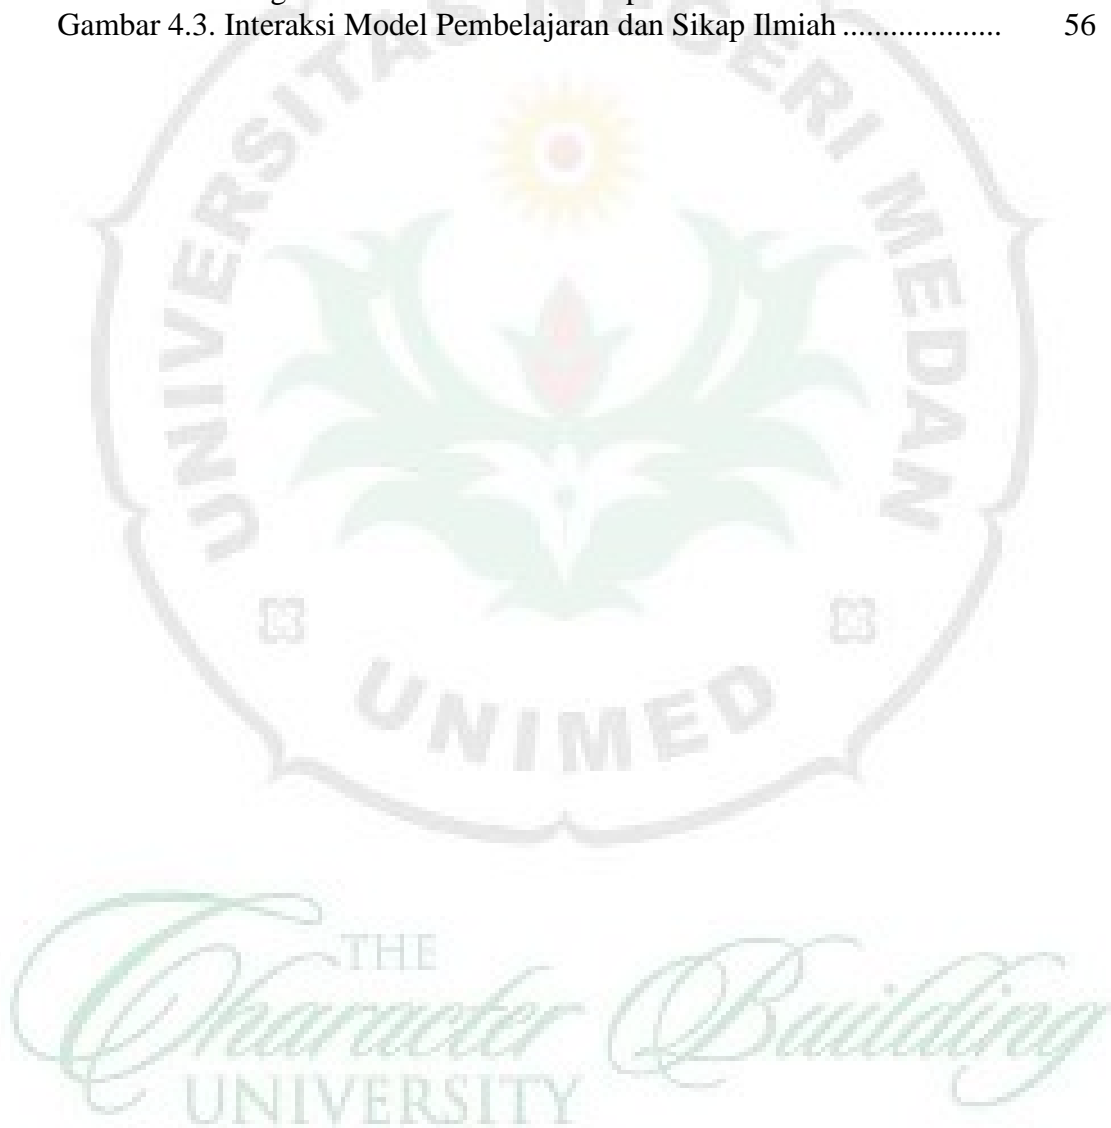 Gambar 4.3. Interaksi Model Pembelajaran dan Sikap Ilmiah .................... 56
UNIVERSITAS NEGERI MEDAN
UNIMED
THE
Character Building
UNIVERSITY